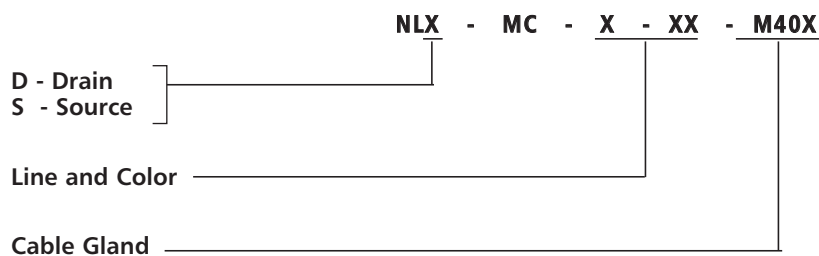 NLX - MC - X - XX - M40X
D - Drain
S - Source
Line and Color
Cable Gland